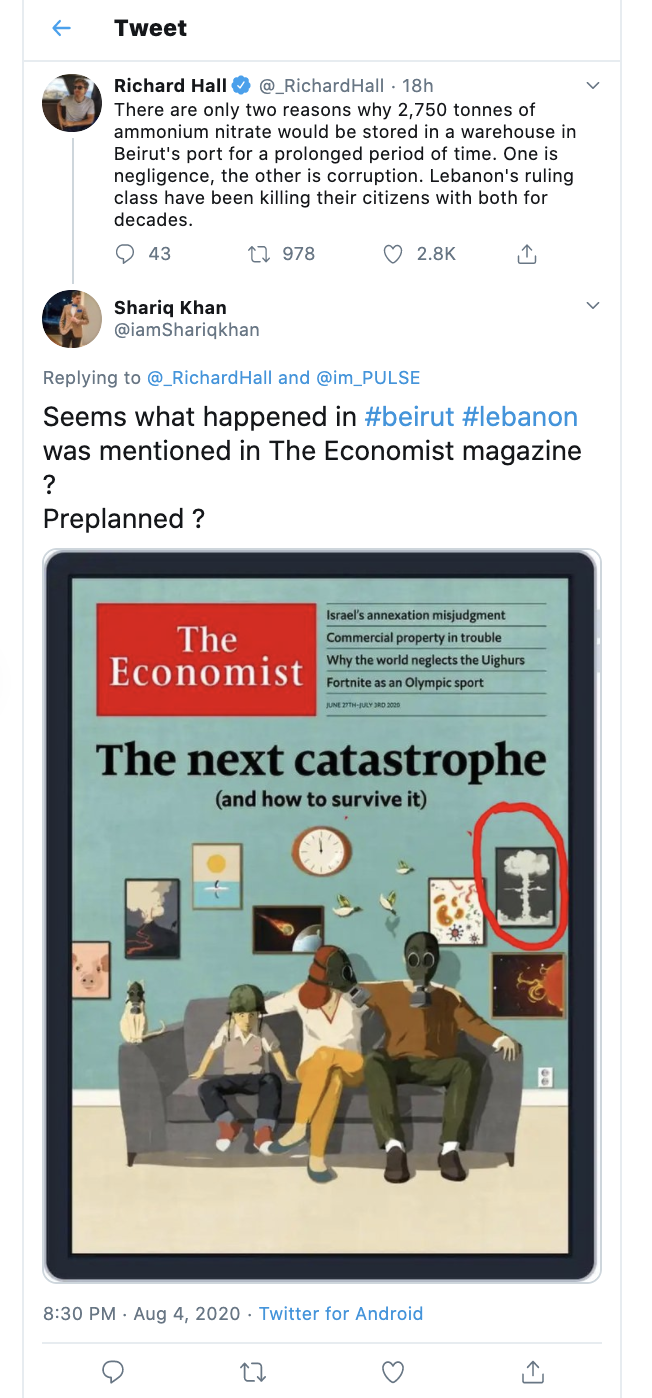 Tweet
Richard Hall @_RichardHall · 18h
There are only two reasons why 2,750 tonnes of
ammonium nitrate would be stored in a warehouse in
Beirut's port for a prolonged period of time. One is
negligence, the other is corruption. Lebanon's ruling
class have been killing their citizens with both for
decades.
43 978 2.8K
Shariq Khan
@iamShariqkhan
Replying to @_RichardHall and @im_PULSE
Seems what happened in #beirut #lebanon
was mentioned in The Economist magazine
?
Preplanned ?
The
Economist
Israel's annexation misjudgment
Commercial property in trouble
Why the world neglects the Uighurs
Fortnite as an Olympic sport
JUNE 27TH-JULY 3RD 2020
The next catastrophe
(and how to survive it)
8:30 PM · Aug 4, 2020 · Twitter for Android